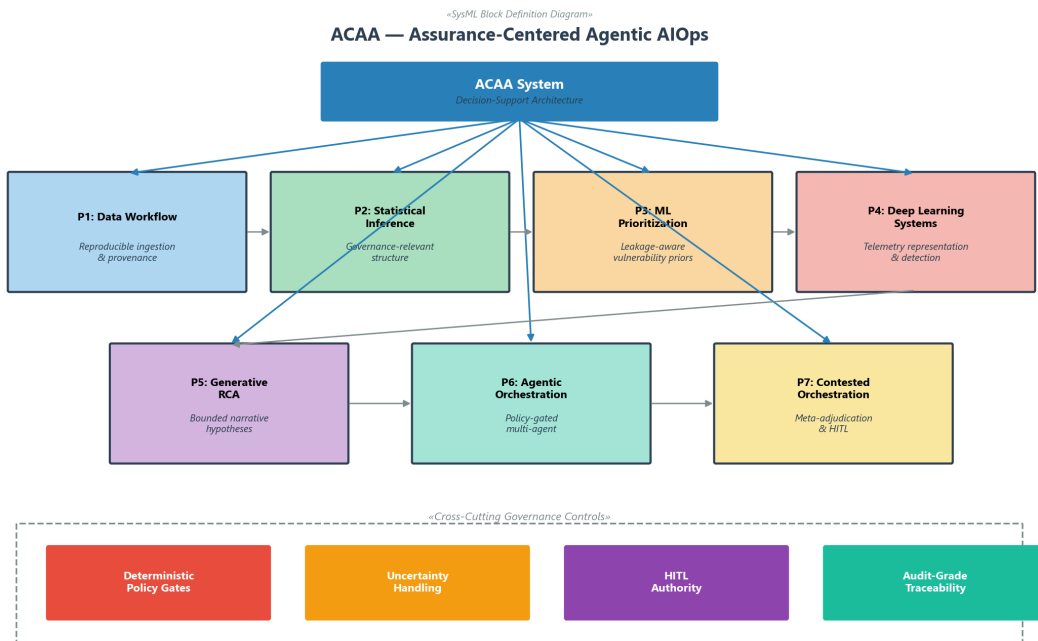 «SysML Block Definition Diagram»
ACAA — Assurance-Centered Agentic AIOps
ACAA System
Decision-Support Architecture
P1: Data Workflow
Reproducible ingestion
& provenance
P2: Statistical
Inference
Governance-relevant
structure
P3: ML
Prioritization
Leakage-aware
vulnerability priors
P4: Deep Learning
Systems
Telemetry representation
& detection
P5: Generative
RCA
Bounded narrative
hypotheses
P6: Agentic
Orchestration
Policy-gated
multi-agent
P7: Contested
Orchestration
Meta-adjudication
& HITL
«Cross-Cutting Governance Controls»
Deterministic
Policy Gates
Uncertainty
Handling
HITL
Authority
Audit-Grade
Traceability